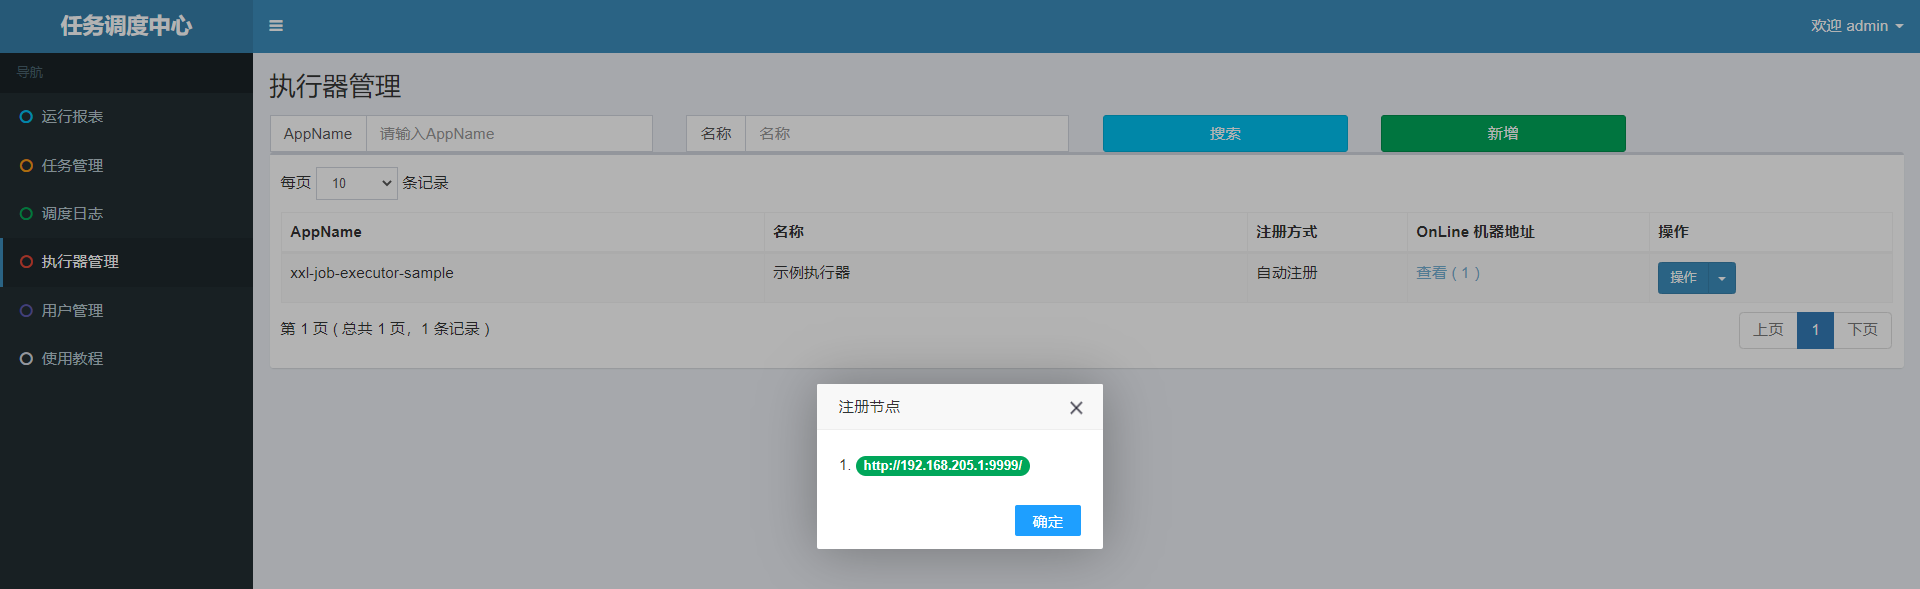 任务调度中心
欢迎 admin
导航
运行报表
任务管理
调度日志
执行器管理
用户管理
使用教程
执行器管理
AppName 请输入AppName 名称 名称 搜索 新增
每页 10 条记录
AppName 名称 注册方式 OnLine 机器地址 操作
xxl-job-executor-sample 示例执行器 自动注册 查看 ( 1 ) 操作
第 1 页 ( 总共 1 页，1 条记录 ) 上页 1 下页
注册节点
1. http://192.168.205.1:9999/
确定